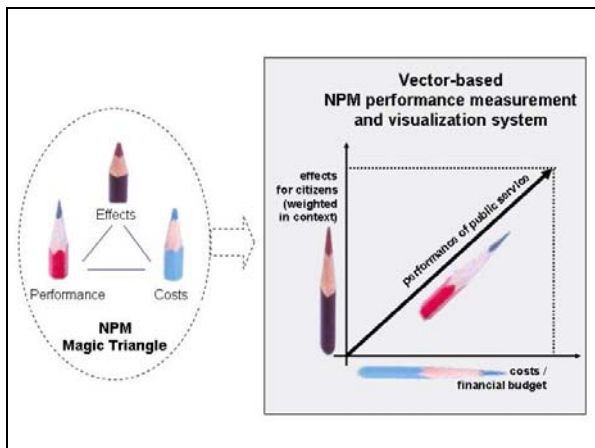 Effects
Performance
Costs
NPM
Magic Triangle
Vector-based
NPM performance measurement
and visualization system
effects
for citizens
(weighted
in context)
performance of public service
costs /
financial budget